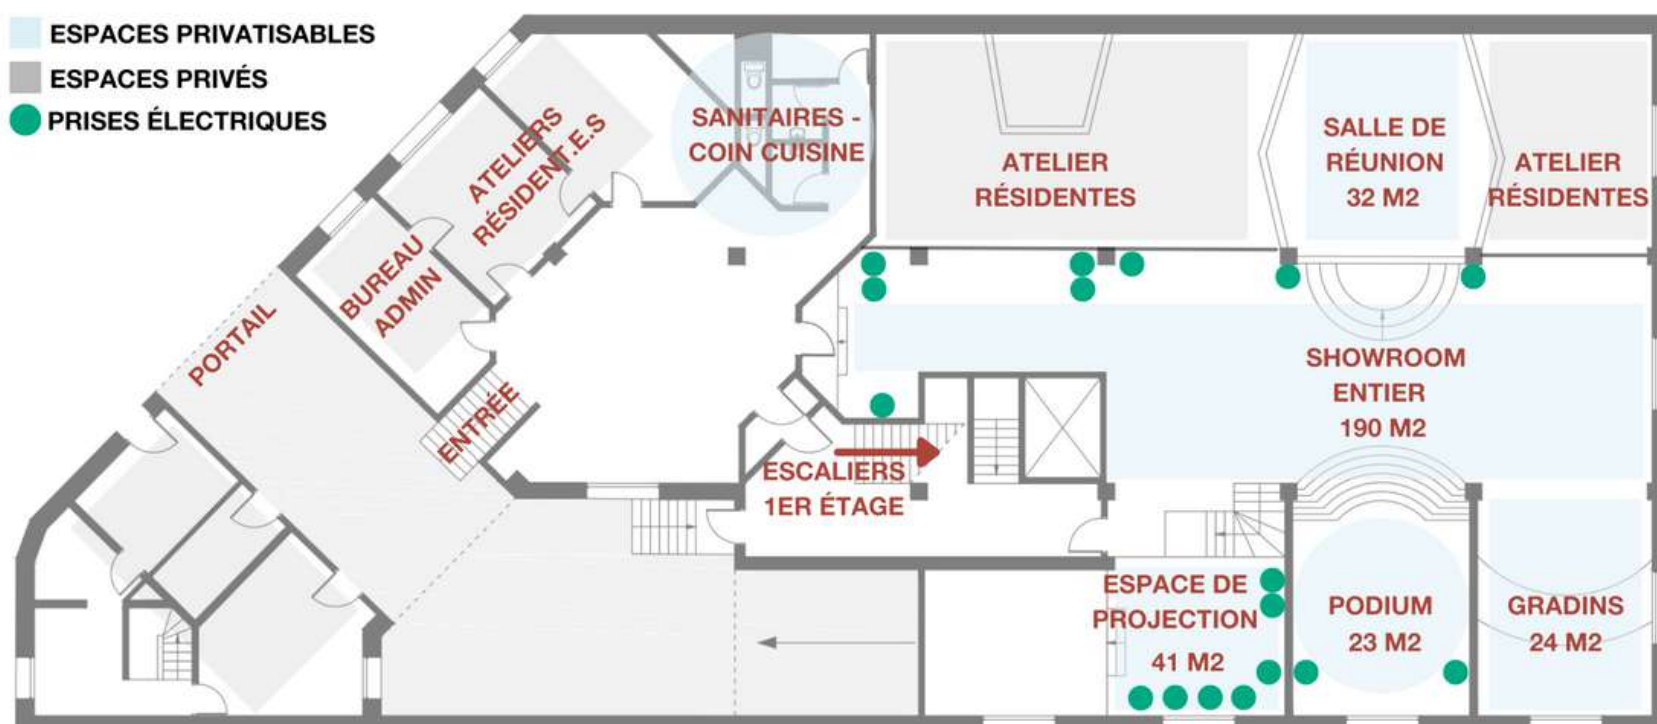 ESPACES PRIVATISABLES
ESPACES PRIVÉS
PRISES ÉLECTRIQUES
ATELIERS
RÉSIDENT.E.S
BUREAU
ADMIN
PORTAIL
ENTRÉE
SANITAIRES -
COIN CUISINE
ATELIER
RÉSIDENTES
SALLE DE
RÉUNION
32 M2
ATELIER
RÉSIDENTES
SHOWROOM
ENTIER
190 M2
ESCALIERS
1ER ÉTAGE
ESPACE DE
PROJECTION
41 M2
PODIUM
23 M2
GRADINS
24 M2